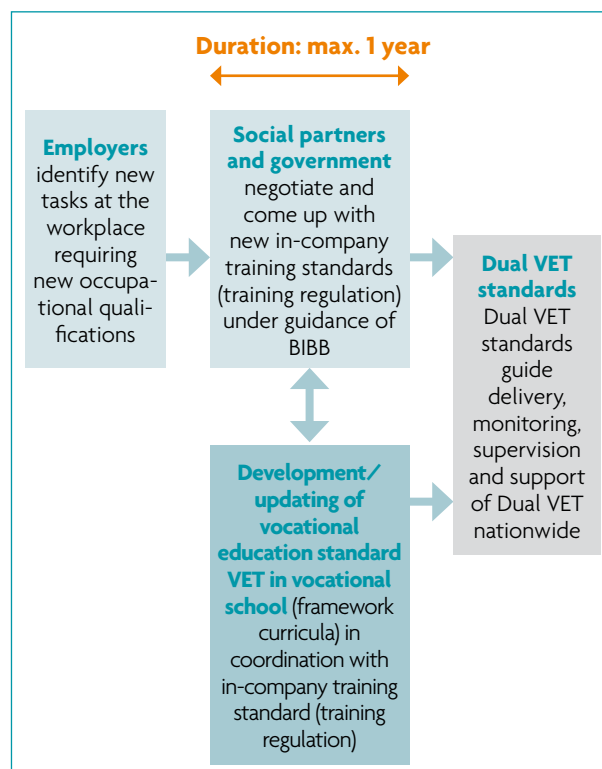 Duration: max. 1 year
Employers
identify new
tasks at the
workplace
requiring
new occupa-
tional quali-
fications
Social partners
and government
negotiate and
come up with
new in-company
training standards
(training regulation)
under guidance of
BIBB
Development/
updating of
vocational
education standard
VET in vocational
school (framework
curricula) in
coordination with
in-company training
standard (training
regulation)
Dual VET
standards
Dual VET
standards
guide
delivery,
monitoring,
supervision
and support
of Dual VET
nationwide